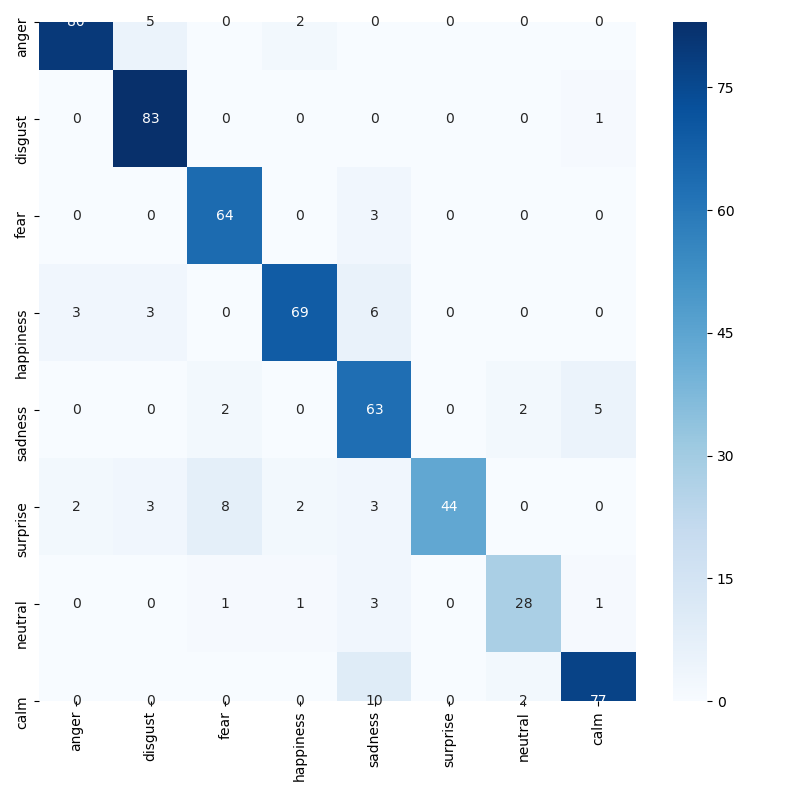 anger 5 0 2 0 0 0 0
disgust 0 83 0 0 0 0 0 1
fear 0 0 64 0 3 0 0 0
happiness 3 3 0 69 6 0 0 0
sadness 0 0 2 0 63 0 2 5
surprise 2 3 8 2 3 44 0 0
neutral 0 0 1 1 3 0 28 1
calm 0 0 0 0 10 0 2 77
anger disgust fear happiness sadness surprise neutral calm
75
60
45
30
15
0